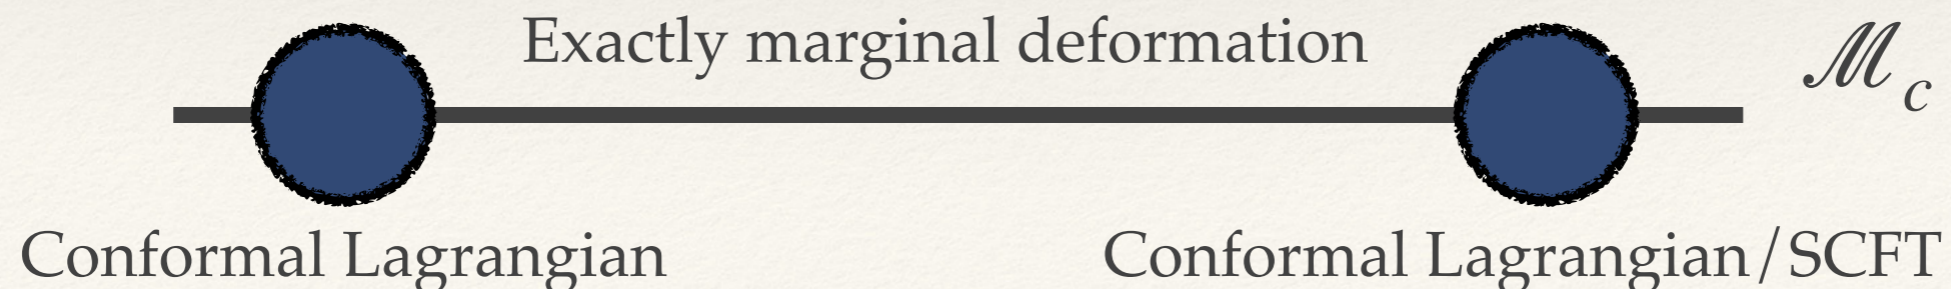 Exactly marginal deformation
ℳ_c
Conformal Lagrangian
Conformal Lagrangian/SCFT